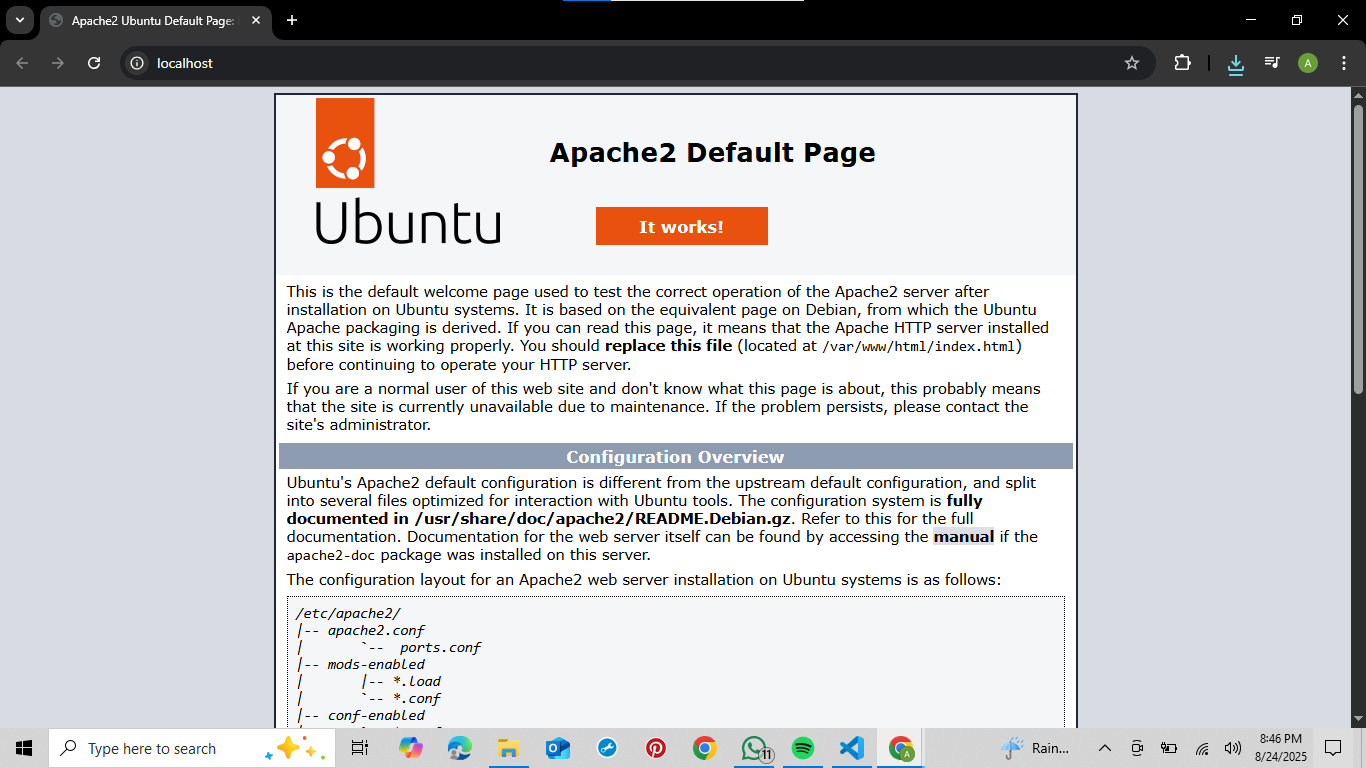 Apache2 Ubuntu Default Page:
localhost
A
Apache2 Default Page
Ubuntu
It works!
This is the default welcome page used to test the correct operation of the Apache2 server after
installation on Ubuntu systems. It is based on the equivalent page on Debian, from which the Ubuntu
Apache packaging is derived. If you can read this page, it means that the Apache HTTP server installed
at this site is working properly. You should replace this file (located at /var/www/html/index.html)
before continuing to operate your HTTP server.
If you are a normal user of this web site and don't know what this page is about, this probably means
that the site is currently unavailable due to maintenance. If the problem persists, please contact the
site's administrator.
Configuration Overview
Ubuntu's Apache2 default configuration is different from the upstream default configuration, and split
into several files optimized for interaction with Ubuntu tools. The configuration system is fully
documented in /usr/share/doc/apache2/README.Debian.gz. Refer to this for the full
documentation. Documentation for the web server itself can be found by accessing the manual if the
apache2-doc package was installed on this server.
The configuration layout for an Apache2 web server installation on Ubuntu systems is as follows:
/etc/apache2/
|-- apache2.conf
|       `--  ports.conf
|-- mods-enabled
|       |-- *.load
|       `-- *.conf
|-- conf-enabled
Type here to search
11
A
Rain...
8:46 PM
8/24/2025